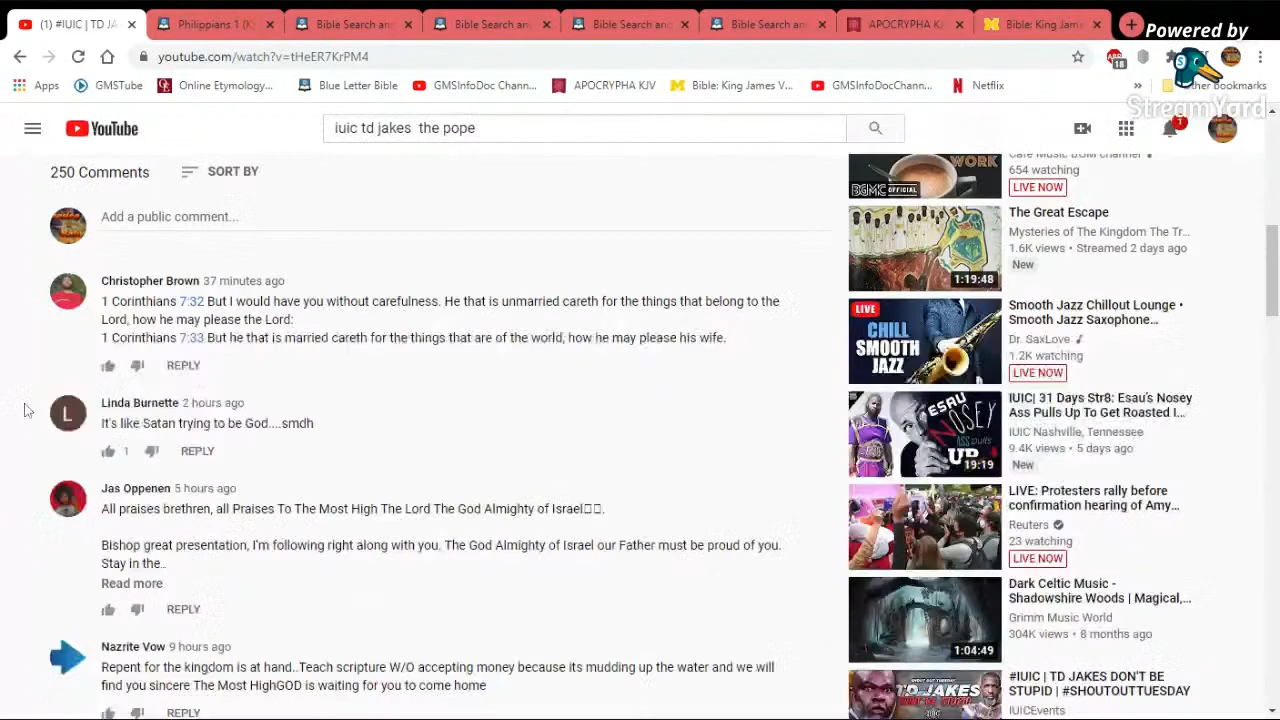 (1) #IUIC | TD J
Philippians 1 (K
Bible Search an
Bible Search an
Bible Search an
Bible Search an
APOCRYPHA K
Bible: King Jame
Powered by
youtube.com/watch?v=tHeER7KrPM4
18
Apps
GMSTube
Online Etymology...
Blue Letter Bible
GMSInfoDoc Chann...
APOCRYPHA KJV
Bible: King James V...
GMSInfoDocChann...
Netflix
»
Other bookmarks
StreamYard
YouTube
iuic td jakes the pope
1
250 Comments
SORT BY
Add a public comment...
Christopher Brown 37 minutes ago
1 Corinthians 7:32 But I would have you without carefulness. He that is unmarried careth for the things that belong to the
Lord, how he may please the Lord:
1 Corinthians 7:33 But he that is married careth for the things that are of the world, how he may please his wife.
REPLY
L
Linda Burnette 2 hours ago
It's like Satan trying to be God....smdh
1
REPLY
Jas Oppenen 5 hours ago
All praises brethren, all Praises To The Most High The Lord The God Almighty of Israel□□.
Bishop great presentation, I'm following right along with you. The God Almighty of Israel our Father must be proud of you.
Stay in the..
Read more
REPLY
Nazrite Vow 9 hours ago
Repent for the kingdom is at hand..Teach scripture W/O accepting money because its mudding up the water and we will
find you sincere The Most HighGOD is waiting for you to come home
REPLY
WORK
BGMC OFFICIAL
Cafe Music BGM channel
654 watching
LIVE NOW
1:19:48
The Great Escape
Mysteries of The Kingdom The Tr...
1.6K views • Streamed 2 days ago
New
LIVE
CHILL
SMOOTH
JAZZ
Smooth Jazz Chillout Lounge •
Smooth Jazz Saxophone...
Dr. SaxLove
1.2K watching
LIVE NOW
ESAU
NOSEY
ASS pulls
UP
19:19
IUIC| 31 Days Str8: Esau's Nosey
Ass Pulls Up To Get Roasted I...
IUIC Nashville, Tennessee
9.4K views • 5 days ago
New
LIVE: Protesters rally before
confirmation hearing of Amy...
Reuters
23 watching
LIVE NOW
1:04:49
Dark Celtic Music -
Shadowshire Woods | Magical,...
Grimm Music World
304K views • 8 months ago
TD JAKES
#IUIC | TD JAKES DON'T BE
STUPID | #SHOUTOUTTUESDAY
IUICEvents